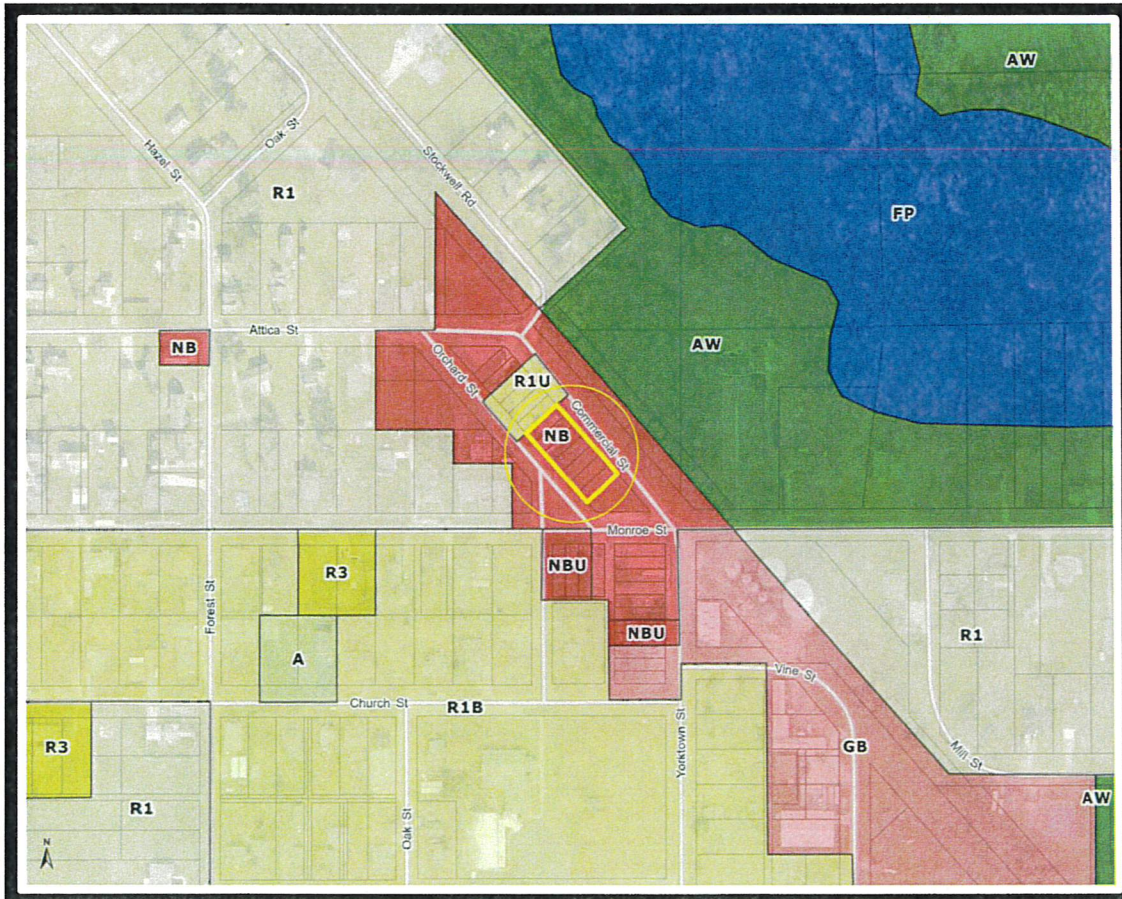 AW
Hazel St
Oak St
Stockwell Rd
R1
FP
Attica St
NB
AW
Orchard St
R1U
Commercial St
NB
Monroe St
NBU
R3
Forest St
NBU
R1
A
Vine St
Church St
R1B
Yorktown St
R3
GB
Mill St
R1
Oak St
AW
N